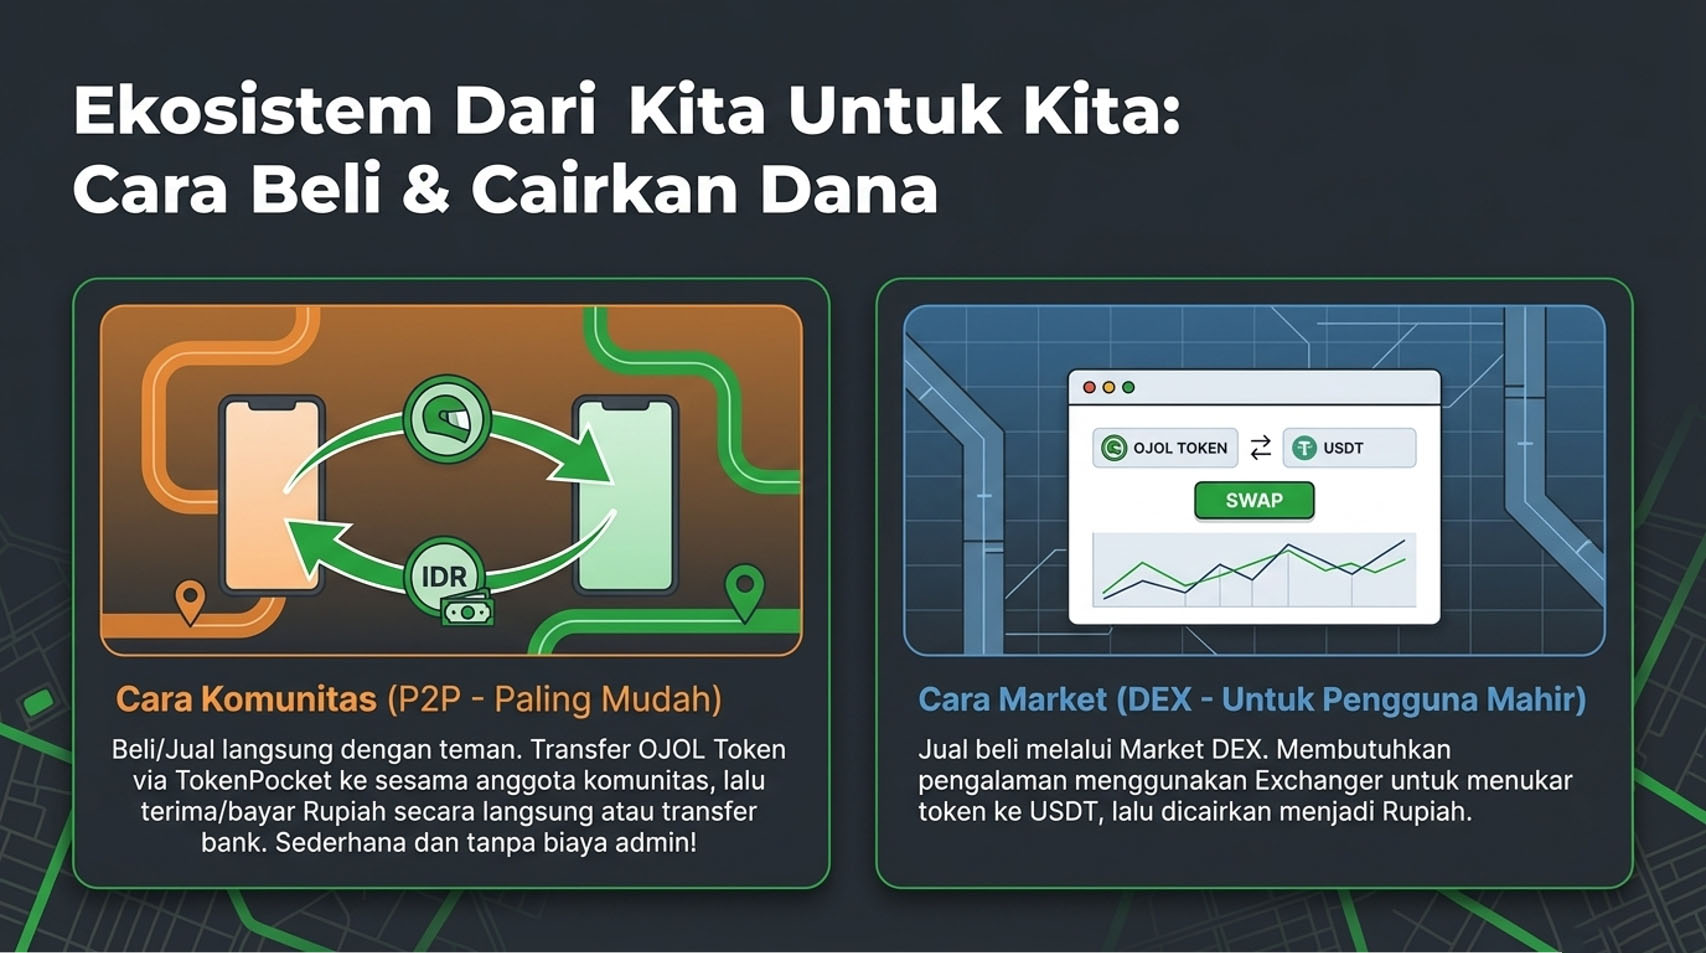 Ekosistem Dari Kita Untuk Kita:
Cara Beli & Cairkan Dana
IDR
Cara Komunitas (P2P - Paling Mudah)
Beli/Jual langsung dengan teman. Transfer OJOL Token
via TokenPocket ke sesama anggota komunitas, lalu
terima/bayar Rupiah secara langsung atau transfer
bank. Sederhana dan tanpa biaya admin!
OJOL TOKEN
USDT
SWAP
Cara Market (DEX - Untuk Pengguna Mahir)
Jual beli melalui Market DEX. Membutuhkan
pengalaman menggunakan Exchanger untuk menukar
token ke USDT, lalu dicairkan menjadi Rupiah.